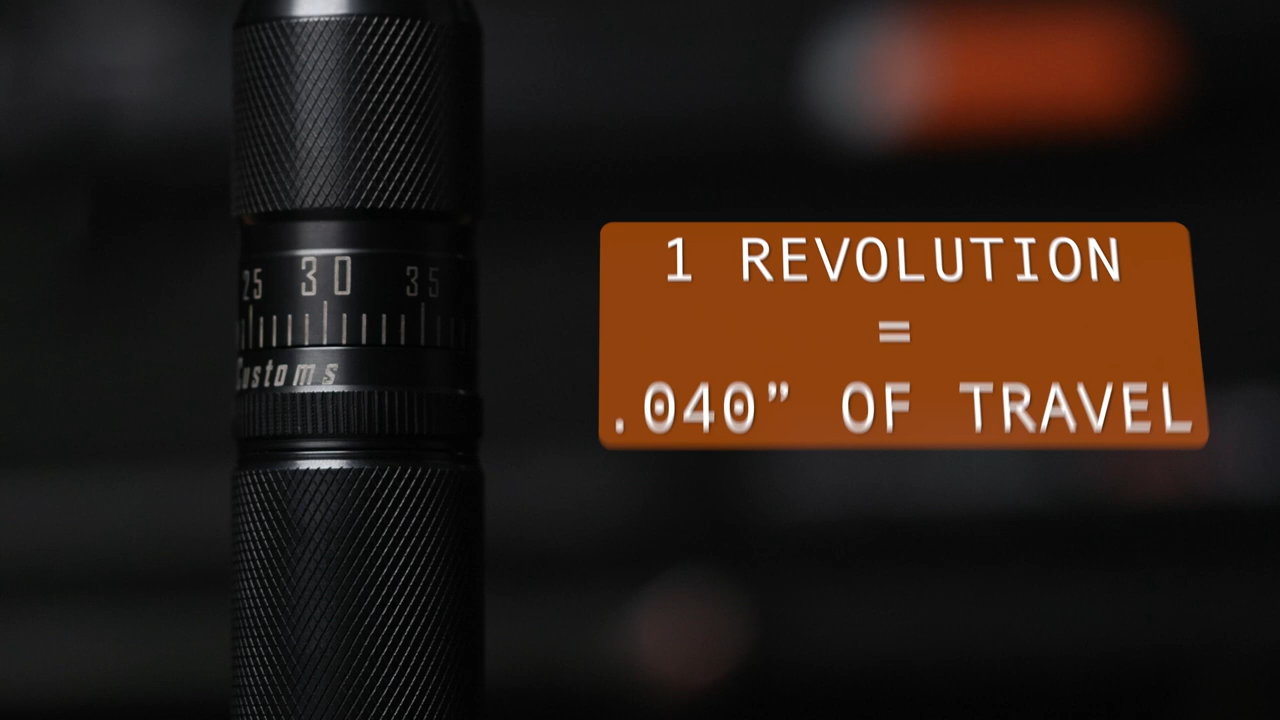 25 30 35
Customs
1 REVOLUTION
=
.040” OF TRAVEL